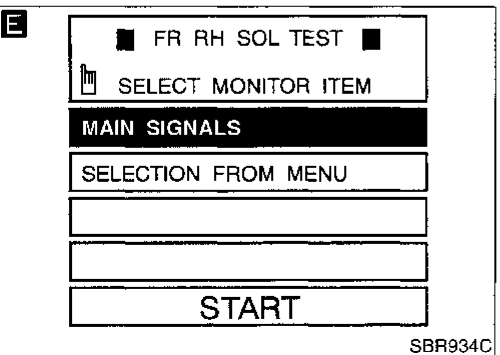 E
FR RH SOL TEST
SELECT MONITOR ITEM
MAIN SIGNALS
SELECTION FROM MENU
START
SBR934C